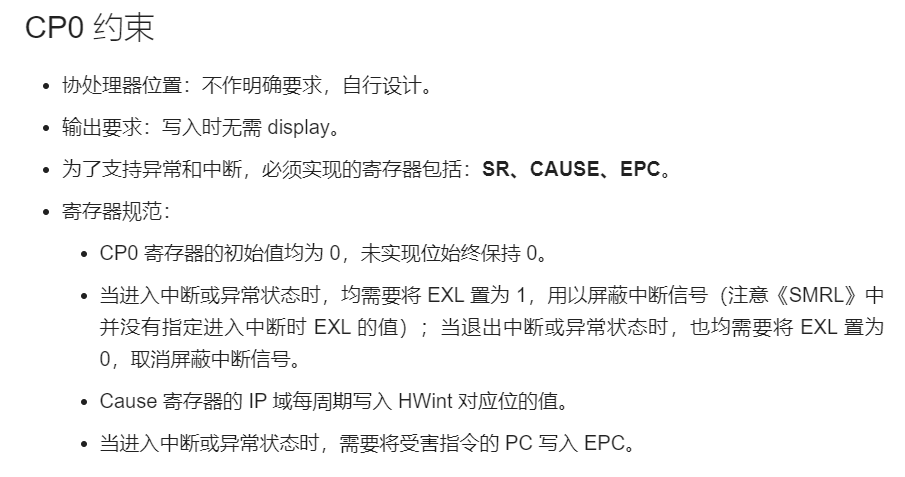 CP0 约束
协处理器位置：不作明确要求，自行设计。
输出要求：写入时无需 display。
为了支持异常和中断，必须实现的寄存器包括：SR、CAUSE、EPC。
寄存器规范：
CP0 寄存器的初始值均为 0，未实现位始终保持 0。
当进入中断或异常状态时，均需要将 EXL 置为 1，用以屏蔽中断信号（注意《SMRL》中
并没有指定进入中断时 EXL 的值）；当退出中断或异常状态时，也均需要将 EXL 置为
0，取消屏蔽中断信号。
Cause 寄存器的 IP 域每周期写入 HWint 对应位的值。
当进入中断或异常状态时，需要将受害指令的 PC 写入 EPC。